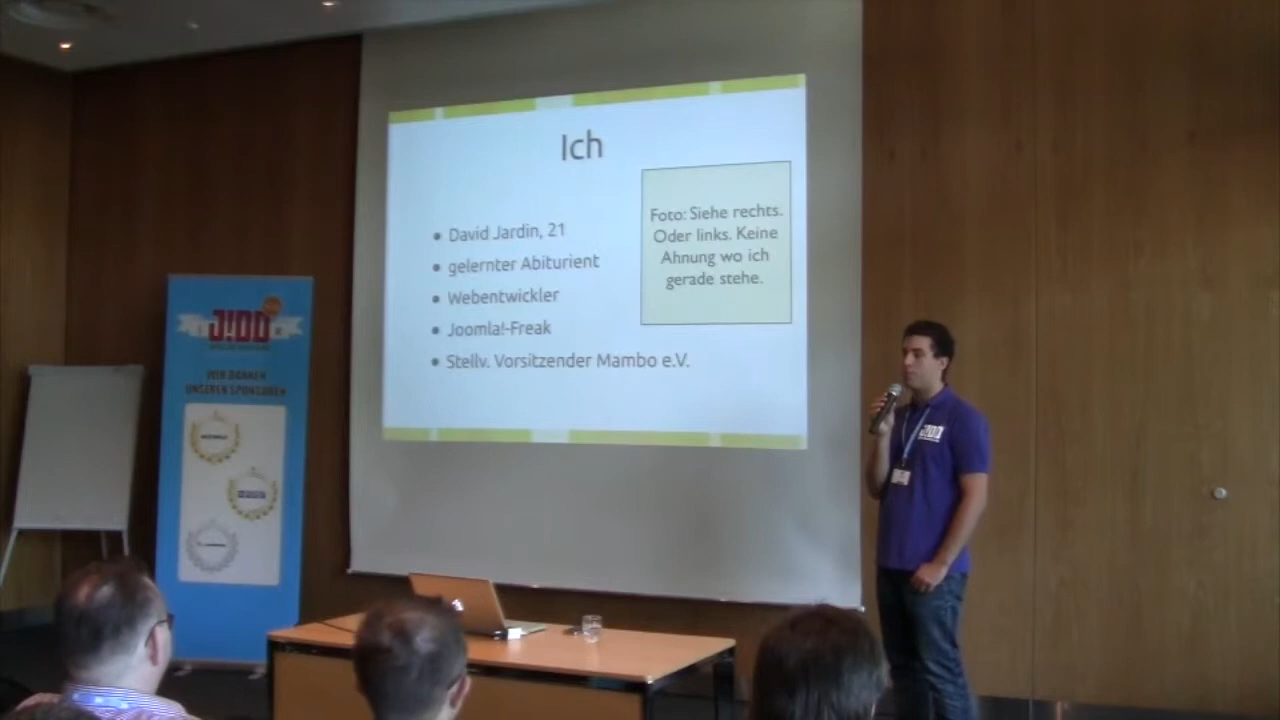 Ich
David Jardin, 21
gelernter Abiturient
Webentwickler
Joomla!-Freak
Stellv. Vorsitzender Mambo e.V.
Foto: Siehe rechts.
Oder links. Keine
Ahnung wo ich
gerade stehe.
J!DD
WIR DANKEN
UNSEREN SPONSOREN
J!DD